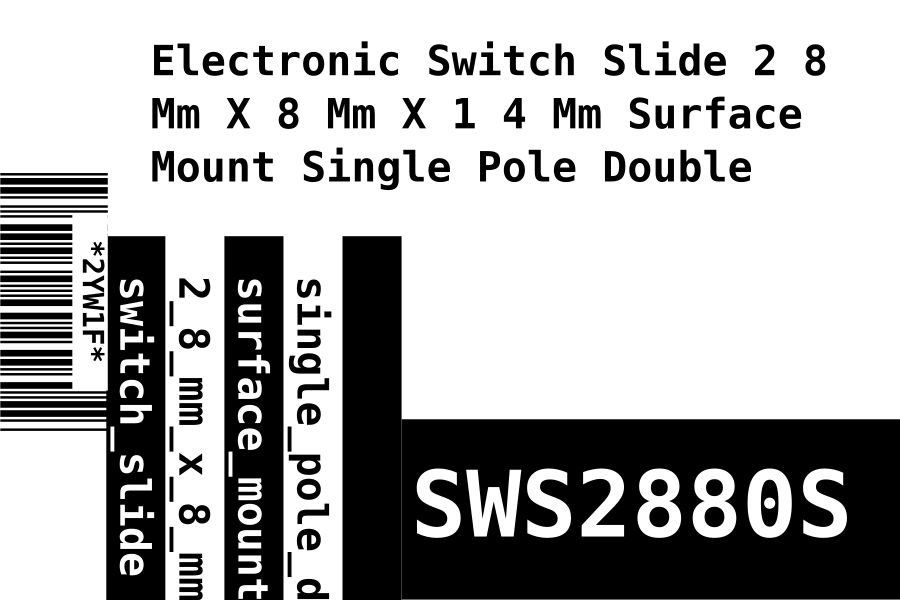 Electronic Switch Slide 2 8
Mm X 8 Mm X 1 4 Mm Surface
Mount Single Pole Double
*2YW1F*
switch_slide
2_8_mm_x_8_mm
surface_mount
single_pole_d
SWS2880S